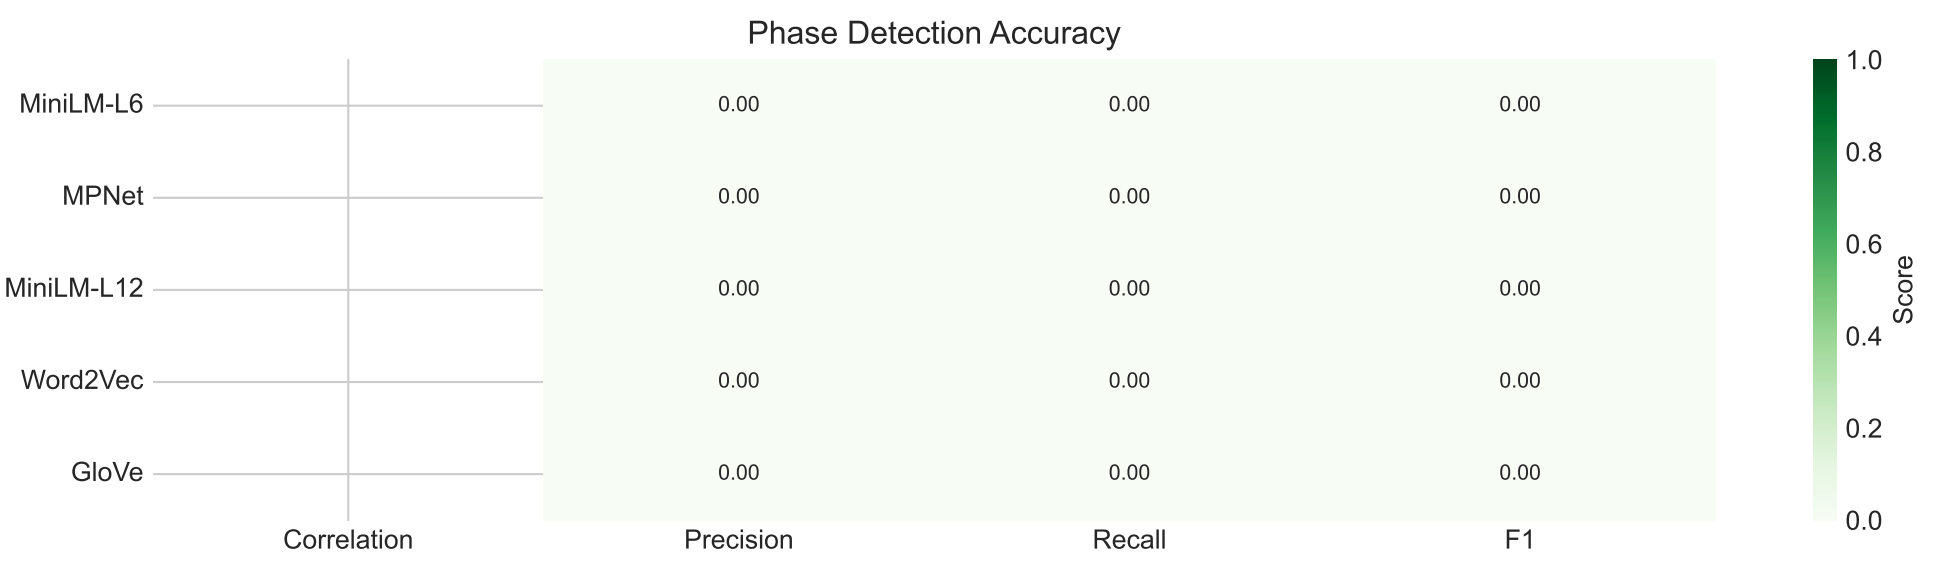 Phase Detection Accuracy
MiniLM-L6 0.00 0.00 0.00
MPNet 0.00 0.00 0.00
MiniLM-L12 0.00 0.00 0.00
Word2Vec 0.00 0.00 0.00
GloVe 0.00 0.00 0.00
Correlation Precision Recall F1
1.0
0.8
0.6
0.4
0.2
0.0
Score